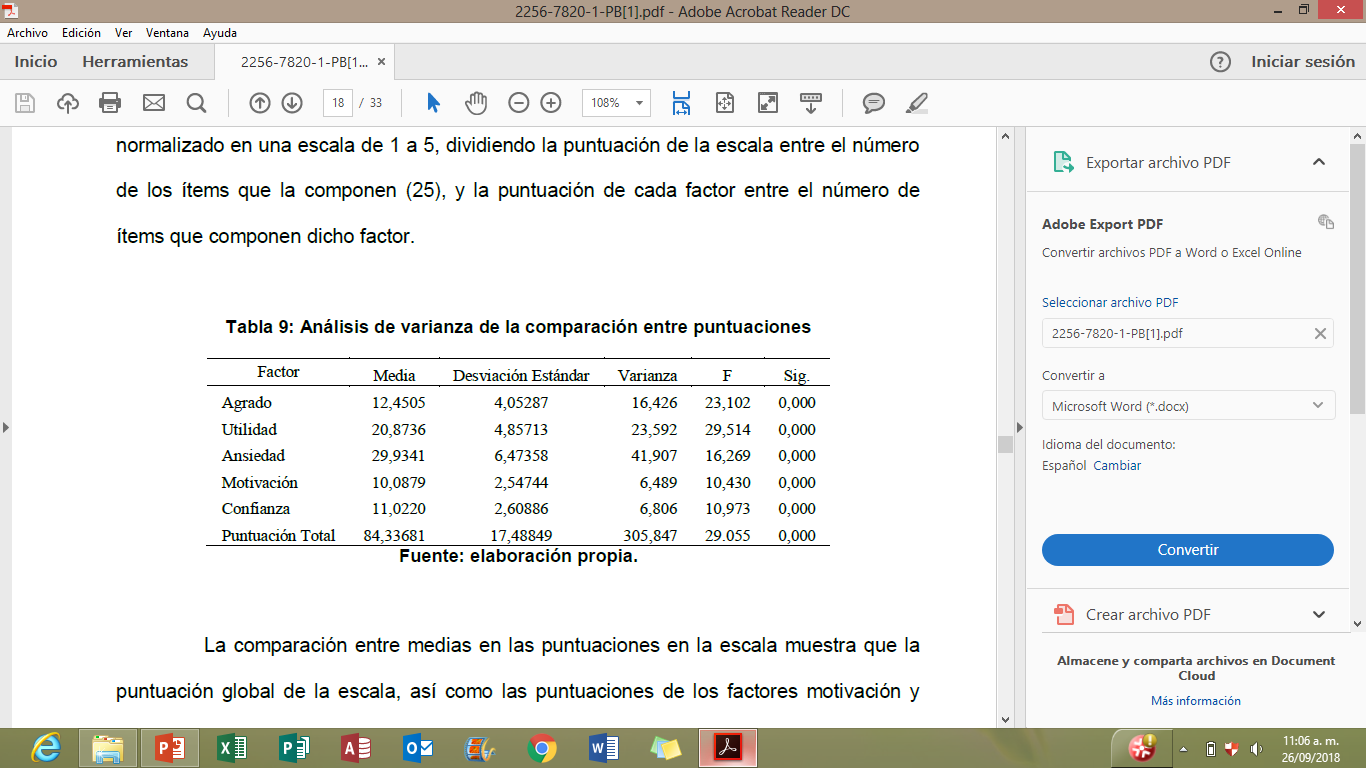 2256-7820-1-PB[1].pdf - Adobe Acrobat Reader DC
Archivo Edición Ver Ventana Ayuda
Inicio Herramientas 2256-7820-1-PB[1... × ? Iniciar sesión
18 / 33 108%
normalizado en una escala de 1 a 5, dividiendo la puntuación de la escala entre el número
de los ítems que la componen (25), y la puntuación de cada factor entre el número de
ítems que componen dicho factor.
Tabla 9: Análisis de varianza de la comparación entre puntuaciones
Factor Media Desviación Estándar Varianza F Sig.
Agrado 12,4505 4,05287 16,426 23,102 0,000
Utilidad 20,8736 4,85713 23,592 29,514 0,000
Ansiedad 29,9341 6,47358 41,907 16,269 0,000
Motivación 10,0879 2,54744 6,489 10,430 0,000
Confianza 11,0220 2,60886 6,806 10,973 0,000
Puntuación Total 84,33681 17,48849 305,847 29.055 0,000
Fuente: elaboración propia.
La comparación entre medias en las puntuaciones en la escala muestra que la
puntuación global de la escala, así como las puntuaciones de los factores motivación y
Exportar archivo PDF
Adobe Export PDF
Convertir archivos PDF a Word o Excel Online
Seleccionar archivo PDF
2256-7820-1-PB[1].pdf
Convertir a
Microsoft Word (*.docx)
Idioma del documento:
Español Cambiar
Convertir
Crear archivo PDF
Almacene y comparta archivos en Document
Cloud
Más información
11:06 a. m.
26/09/2018